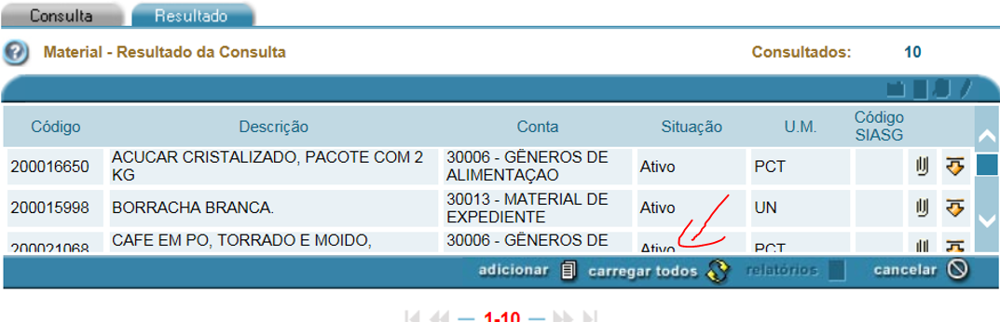 Consulta Resultado
Material - Resultado da Consulta Consultados: 10
Código Descrição Conta Situação U.M. Código
SIASG
200016650 ACUCAR CRISTALIZADO, PACOTE COM 2
KG 30006 - GÊNEROS DE
ALIMENTAÇAO Ativo PCT
200015998 BORRACHA BRANCA. 30013 - MATERIAL DE
EXPEDIENTE Ativo UN
200021068 CAFE EM PO, TORRADO E MOIDO, 30006 - GÊNEROS DE Ativo PCT
adicionar carregar todos relatórios cancelar
1-10